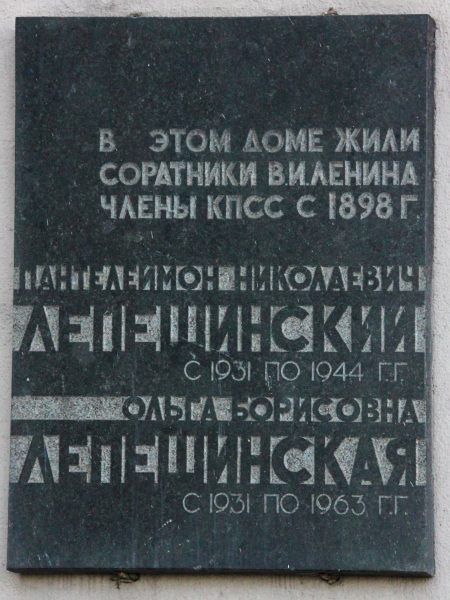 В ЭТОМ ДОМЕ ЖИЛИ
СОРАТНИКИ В.И.ЛЕНИНА
ЧЛЕНЫ КПСС С 1898 Г.
ПАНТЕЛЕЙМОН НИКОЛАЕВИЧ
ЛЕПЕШИНСКИЙ
С 1931 ПО 1944 Г.Г.
ОЛЬГА БОРИСОВНА
ЛЕПЕШИНСКАЯ
С 1931 ПО 1963 Г.Г.